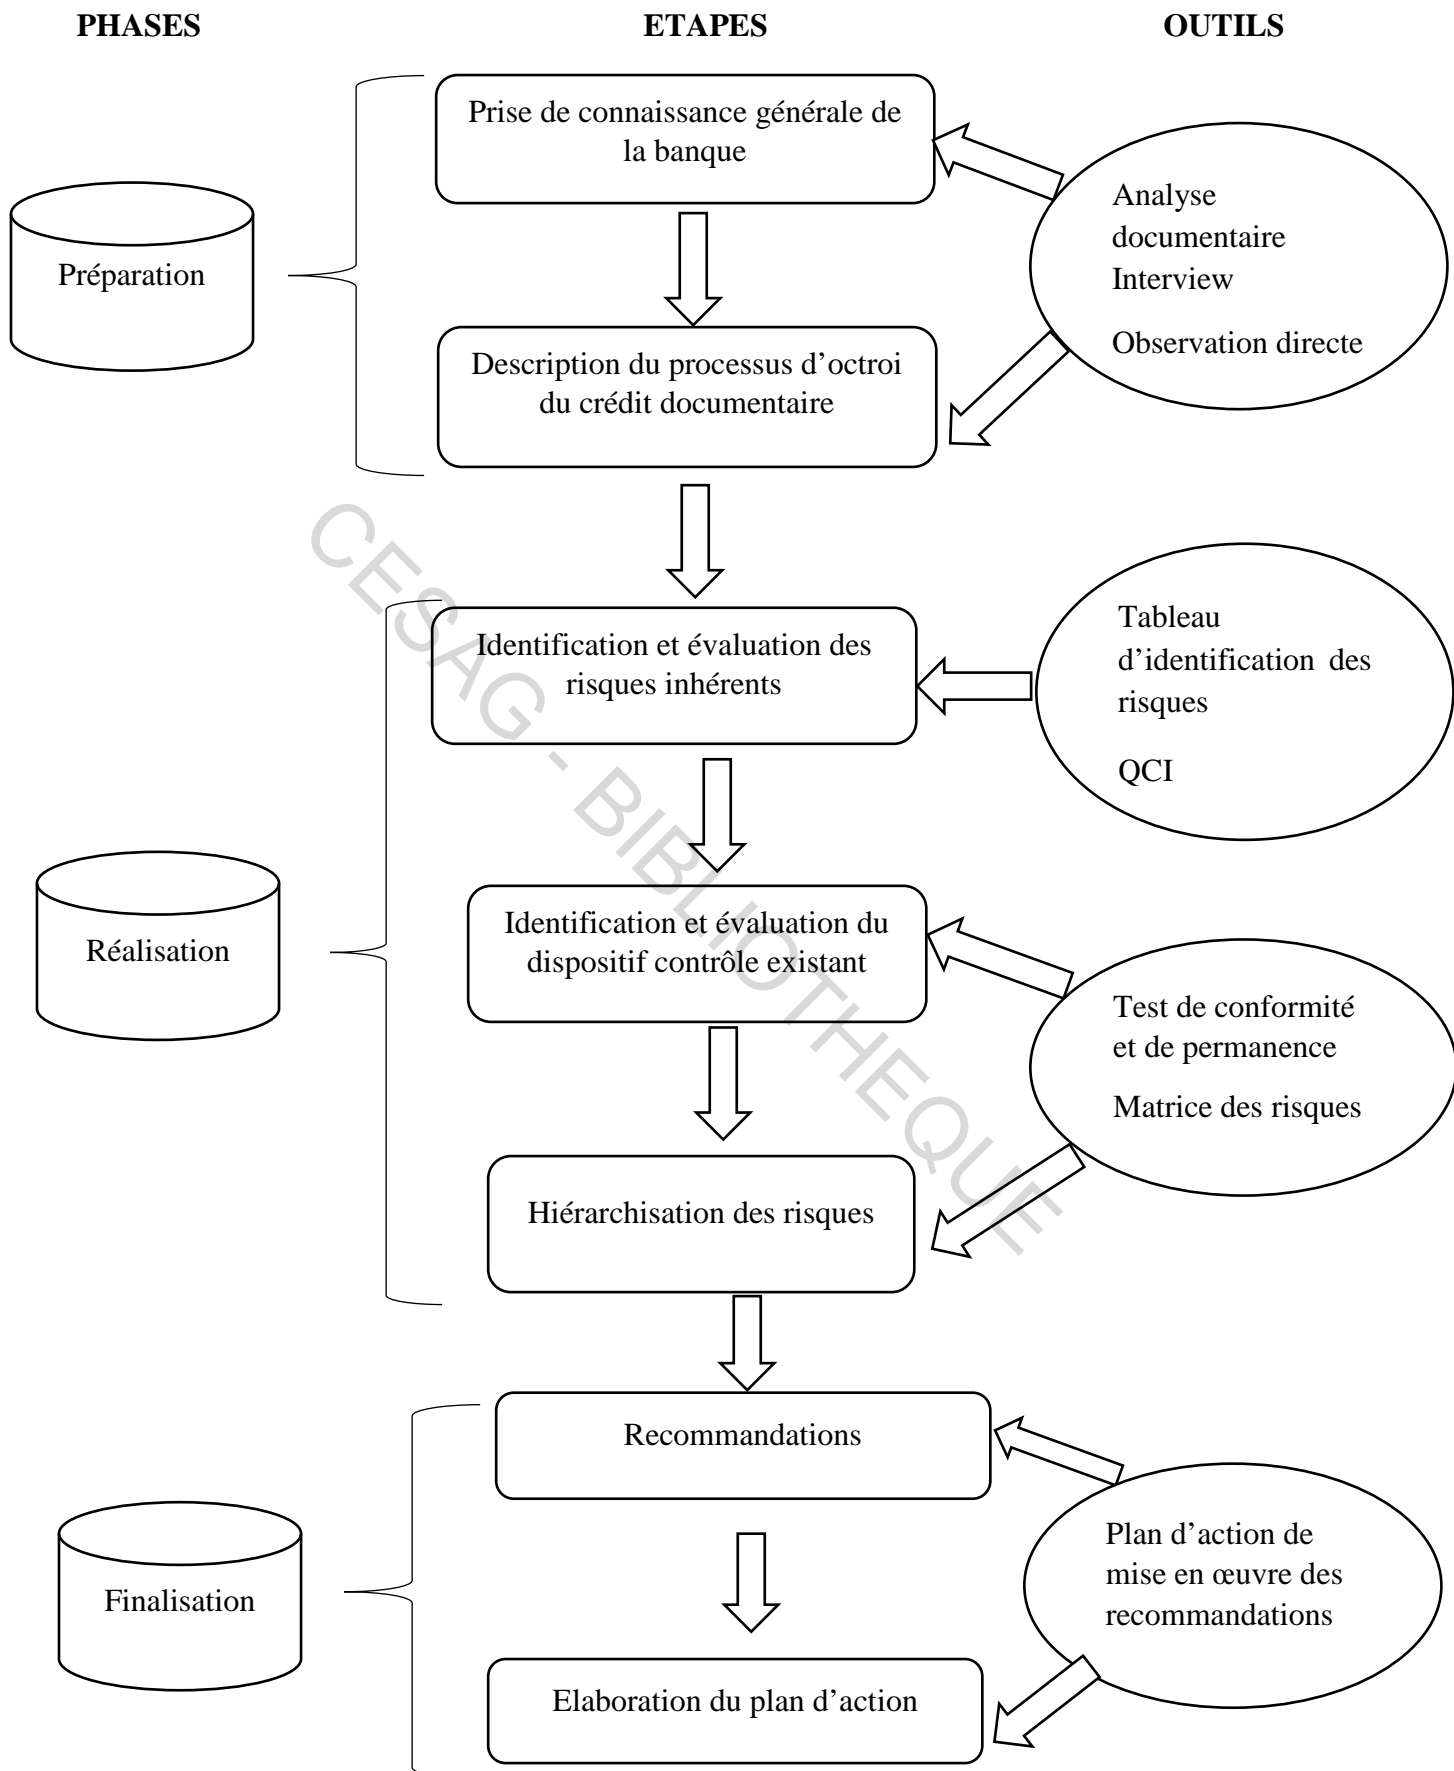 PHASES
ETAPES
OUTILS
Prise de connaissance générale de
la banque
Analyse
documentaire
Interview
Observation directe
Préparation
Description du processus d’octroi
du crédit documentaire
Identification et évaluation des
risques inhérents
Tableau
d’identification des
risques
QCI
Réalisation
Identification et évaluation du
dispositif contrôle existant
Test de conformité
et de permanence
Matrice des risques
Hiérarchisation des risques
Recommandations
Plan d’action de
mise en œuvre des
recommandations
Finalisation
Elaboration du plan d’action
CESAG - BIBLIOTHEQUE